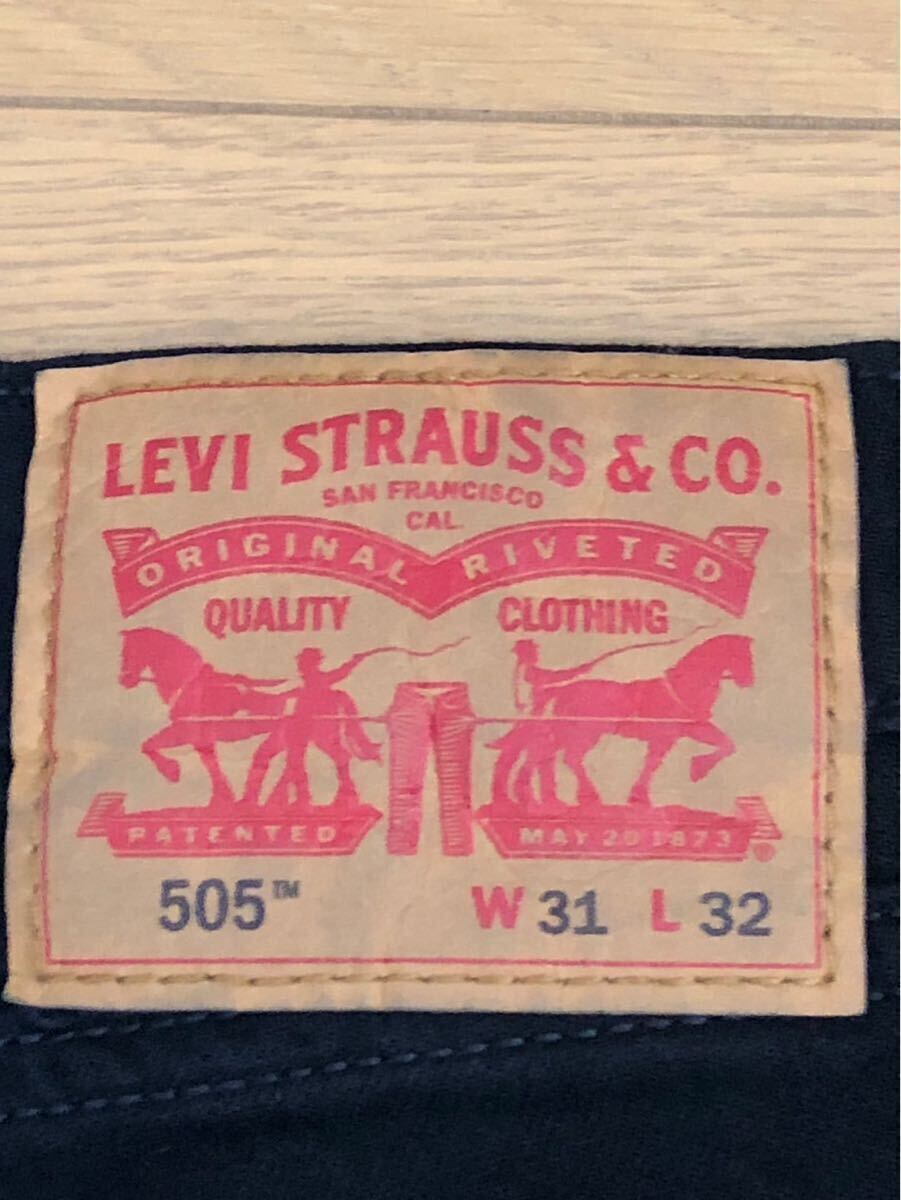 LEVI STRAUSS & CO.
SAN FRANCISCO
CAL.
ORIGINAL RIVETED
QUALITY CLOTHING
PATENTED MAY 20 1873 ®
505™ W 31 L 32